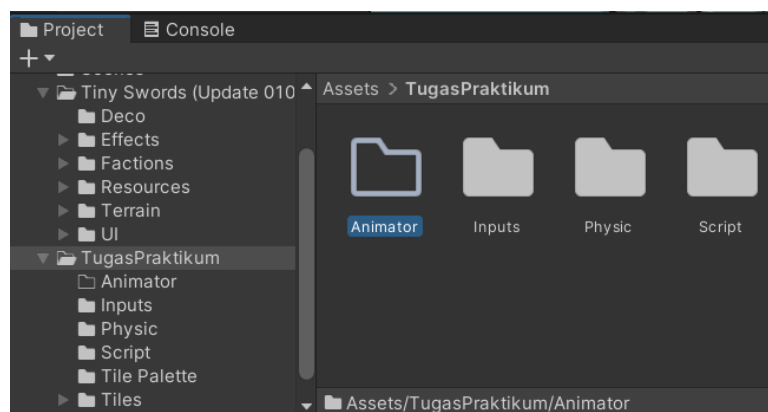 Project
Console
Tiny Swords (Update 010
Deco
Effects
Factions
Resources
Terrain
UI
TugasPraktikum
Animator
Inputs
Physic
Script
Tile Palette
Tiles
Assets > TugasPraktikum
Animator
Inputs
Physic
Script
Assets/TugasPraktikum/Animator